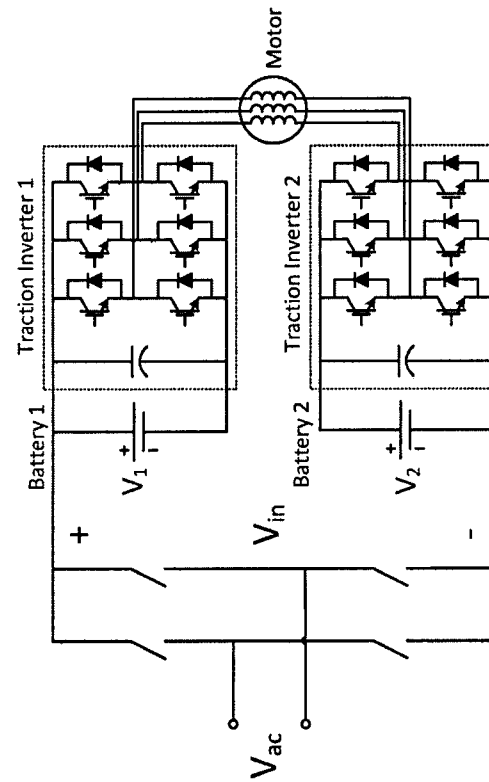 Traction Inverter 1
Battery 1
+
V1
+
-
Motor
Vin
Vac
Traction Inverter 2
Battery 2
+
V2
-
-